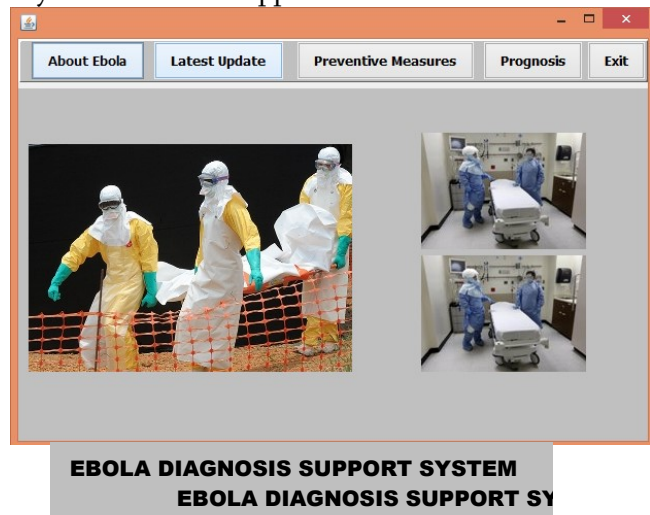 About Ebola Latest Update Preventive Measures Prognosis Exit
EBOLA DIAGNOSIS SUPPORT SYSTEM
EBOLA DIAGNOSIS SUPPORT SY